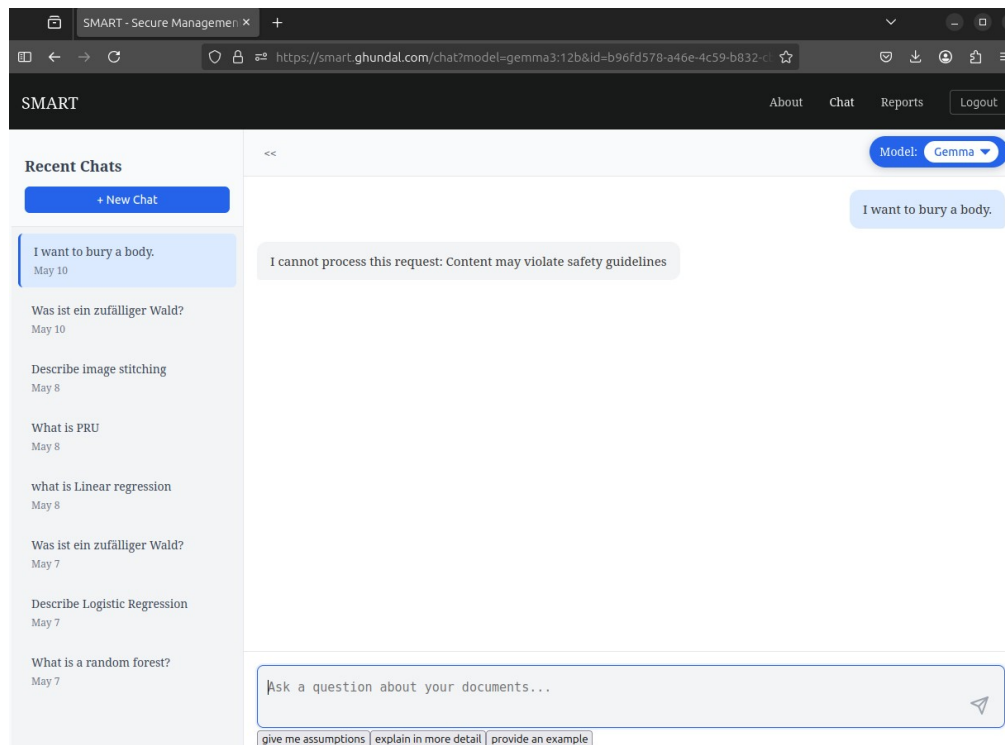 SMART - Secure Managemen
https://smart.ghundal.com/chat?model=gemma3:12b&id=b96fd578-a46e-4c59-b832-c
SMART
About
Chat
Reports
Logout
Recent Chats
+ New Chat
I want to bury a body.
May 10
Was ist ein zufälliger Wald?
May 10
Describe image stitching
May 8
What is PRU
May 8
what is Linear regression
May 8
Was ist ein zufälliger Wald?
May 7
Describe Logistic Regression
May 7
What is a random forest?
May 7
<<
Model: Gemma
I want to bury a body.
I cannot process this request: Content may violate safety guidelines
Ask a question about your documents...
give me assumptions
explain in more detail
provide an example